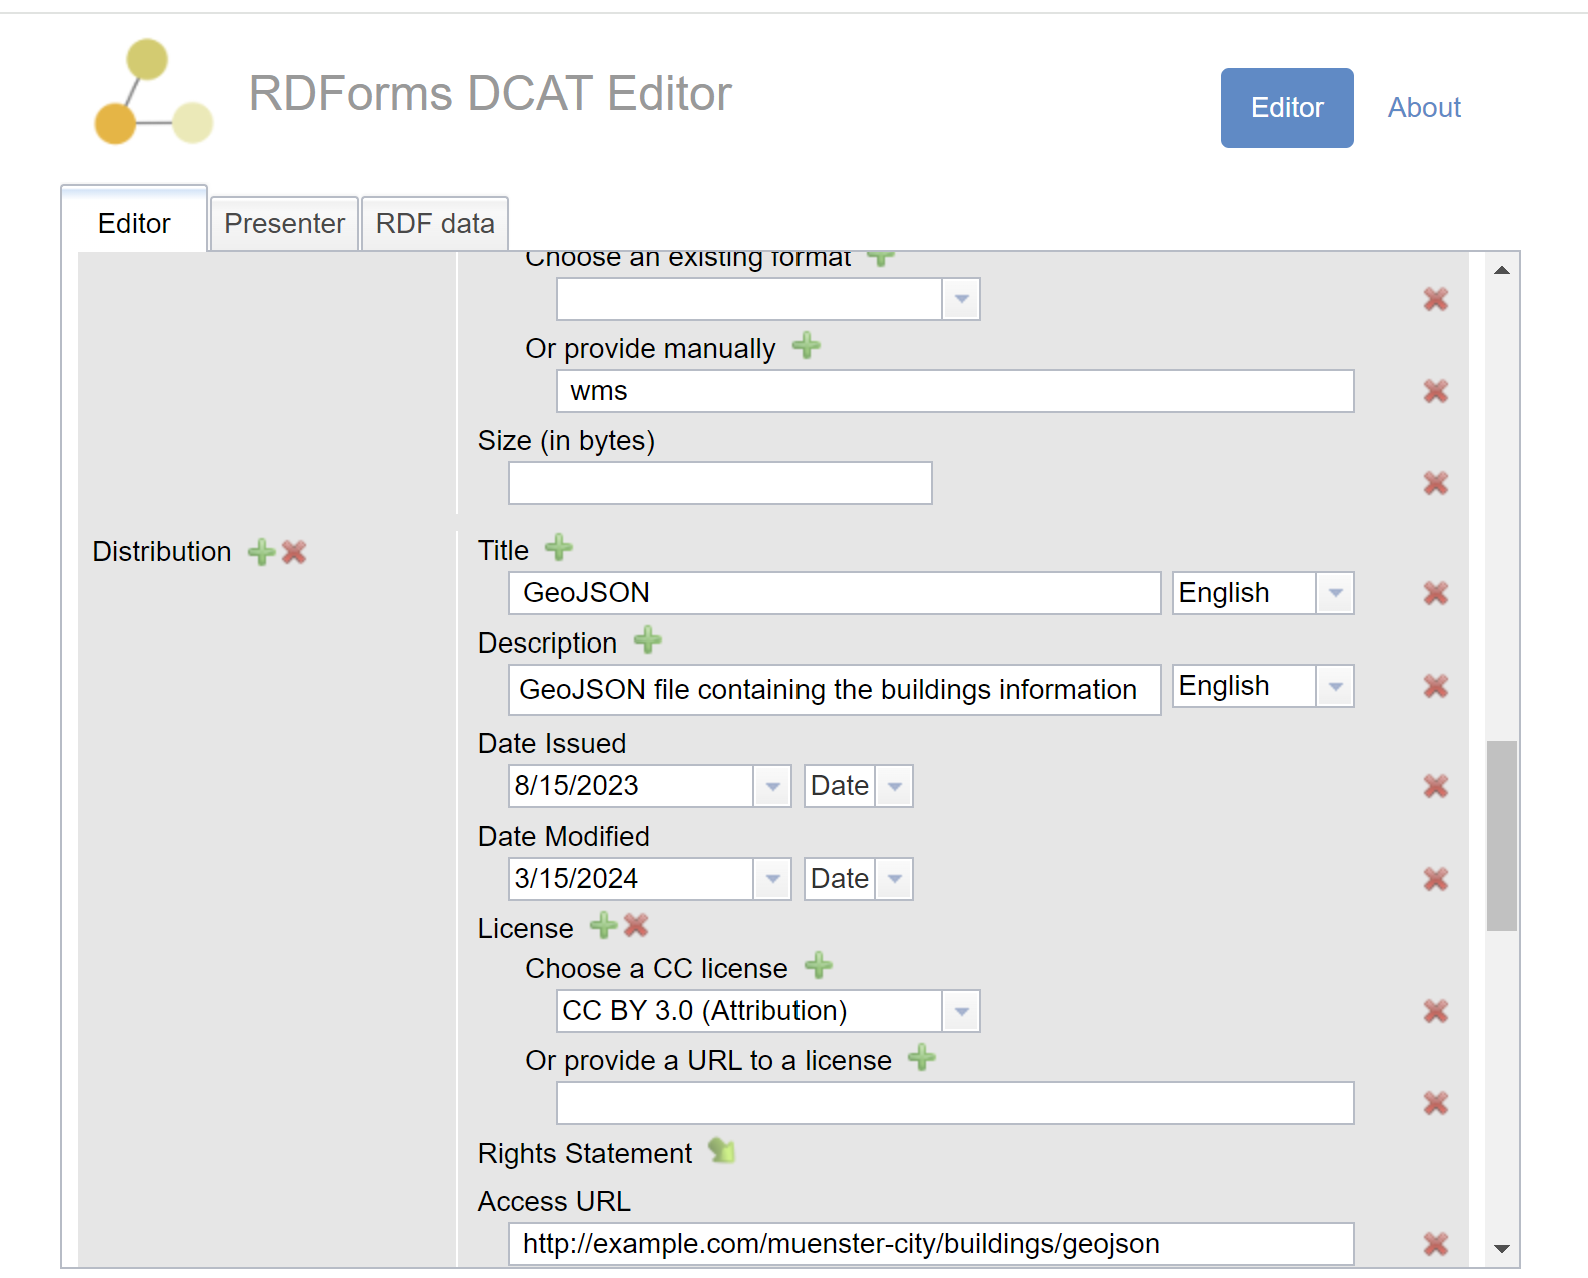 RDForms DCAT Editor
Editor
About
Editor
Presenter
RDF data
Choose an existing format
Or provide manually
wms
Size (in bytes)
Distribution
Title
GeoJSON
English
Description
GeoJSON file containing the buildings information
English
Date Issued
8/15/2023
Date
Date Modified
3/15/2024
Date
License
Choose a CC license
CC BY 3.0 (Attribution)
Or provide a URL to a license
Rights Statement
Access URL
http://example.com/muenster-city/buildings/geojson